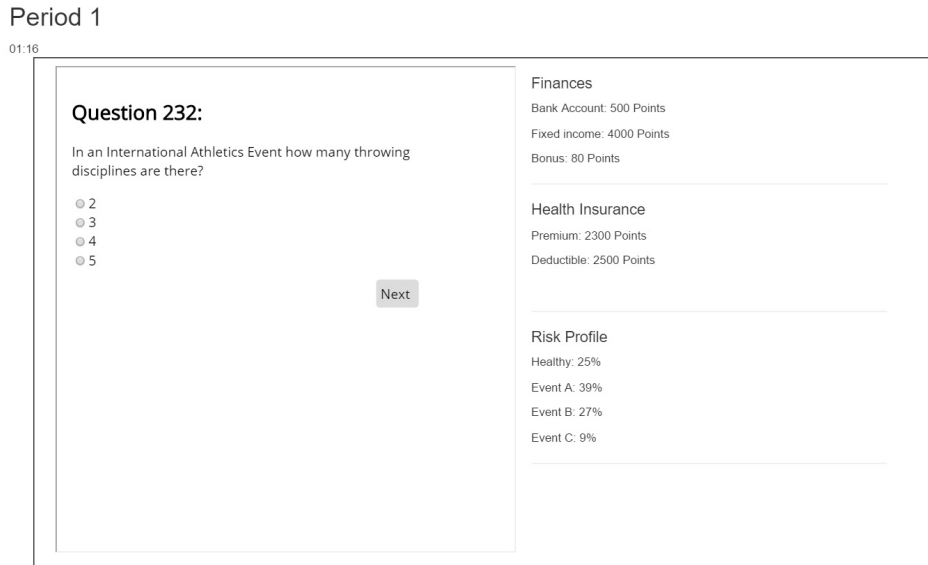 Period 1
01:16
Question 232:
In an International Athletics Event how many throwing
disciplines are there?
2
3
4
5
Next
Finances
Bank Account: 500 Points
Fixed income: 4000 Points
Bonus: 80 Points
Health Insurance
Premium: 2300 Points
Deductible: 2500 Points
Risk Profile
Healthy: 25%
Event A: 39%
Event B: 27%
Event C: 9%